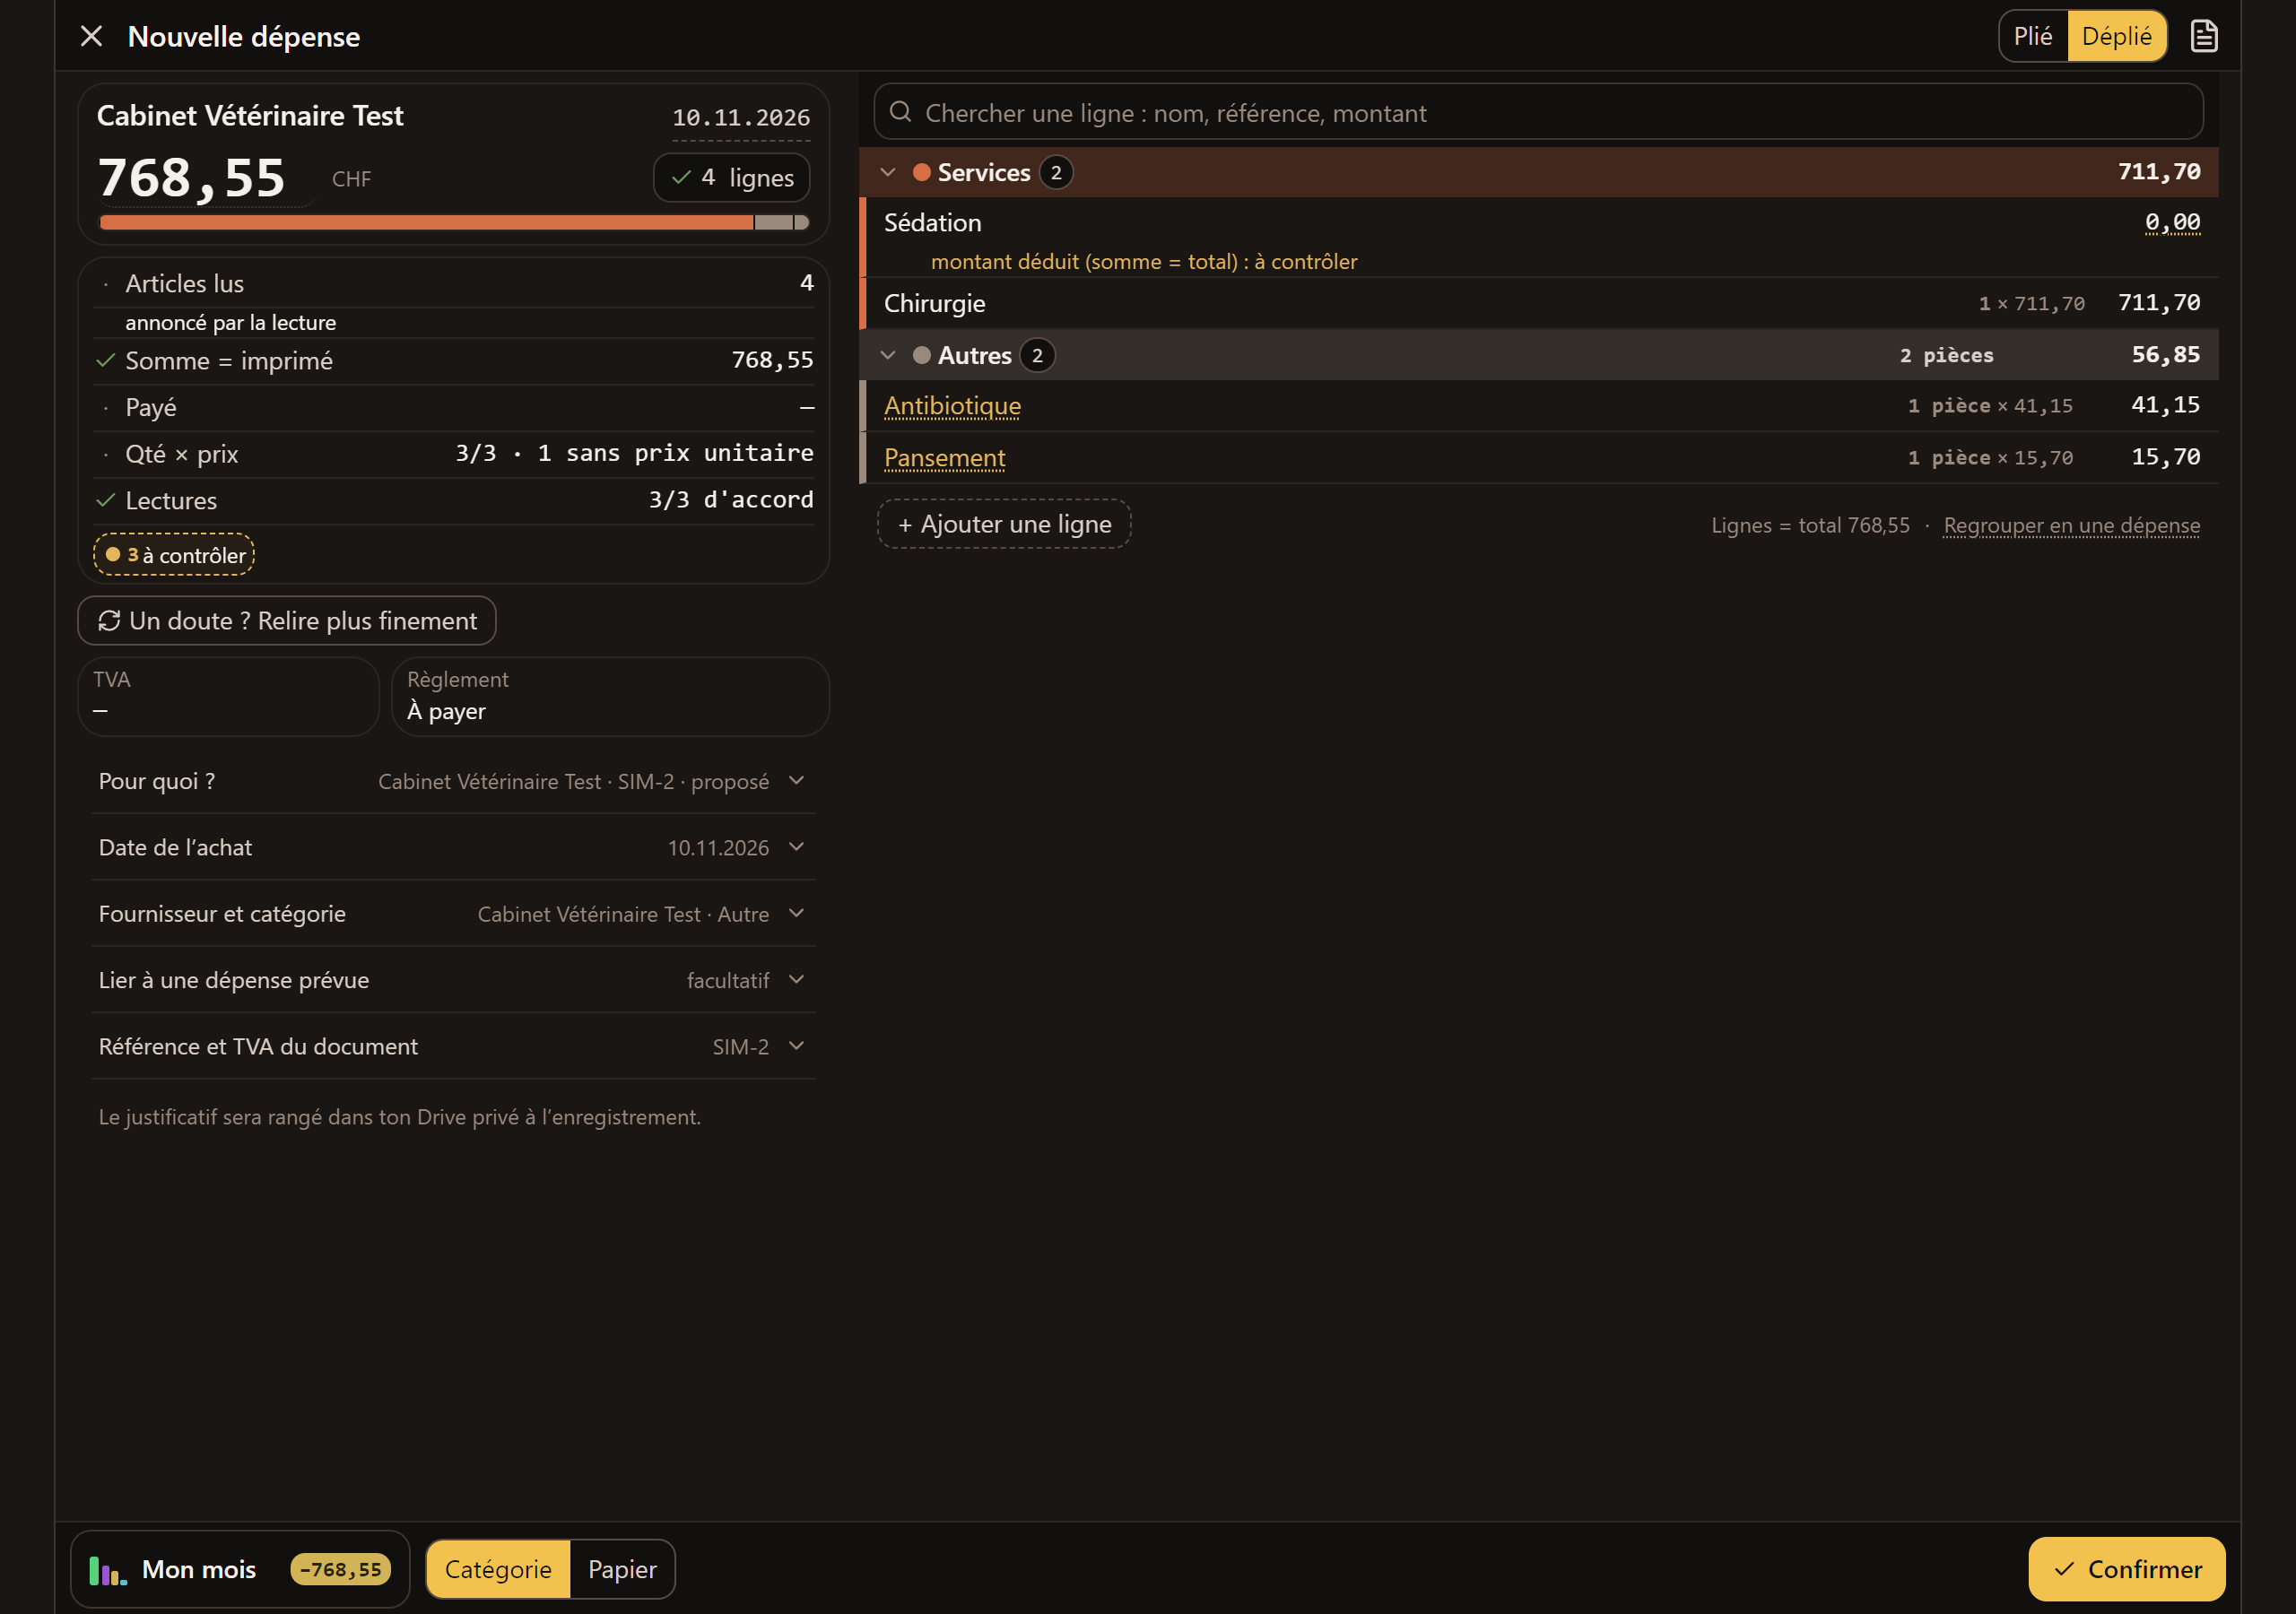 Nouvelle dépense
Plié
Déplié
Cabinet Vétérinaire Test
10.11.2026
768,55 CHF
4 lignes
Articles lus 4
annoncé par la lecture
Somme = imprimé 768,55
· Payé —
· Qté × prix 3/3 · 1 sans prix unitaire
Lectures 3/3 d'accord
3 à contrôler
Un doute ? Relire plus finement
TVA
—
Règlement
À payer
Pour quoi ? Cabinet Vétérinaire Test · SIM-2 · proposé
Date de l’achat 10.11.2026
Fournisseur et catégorie Cabinet Vétérinaire Test · Autre
Lier à une dépense prévue facultatif
Référence et TVA du document SIM-2
Le justificatif sera rangé dans ton Drive privé à l’enregistrement.
Chercher une ligne : nom, référence, montant
Services 2 711,70
Sédation 0,00
montant déduit (somme = total) : à contrôler
Chirurgie 1 × 711,70 711,70
Autres 2 2 pièces 56,85
Antibiotique 1 pièce × 41,15 41,15
Pansement 1 pièce × 15,70 15,70
+ Ajouter une ligne
Lignes = total 768,55 · Regrouper en une dépense
Mon mois −768,55
Catégorie
Papier
Confirmer